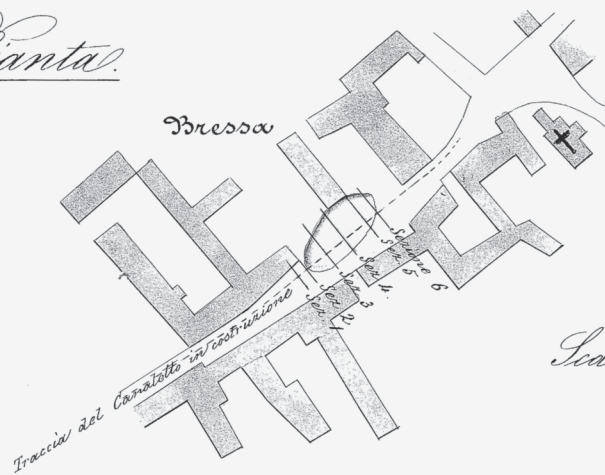 Pianta.
Bressa
Sezione 6
Sez. 5
Sez. 4.
Sez. 3
Sez. 2
Sez. 1
Traccia del Canalotto in costruzione
Sca